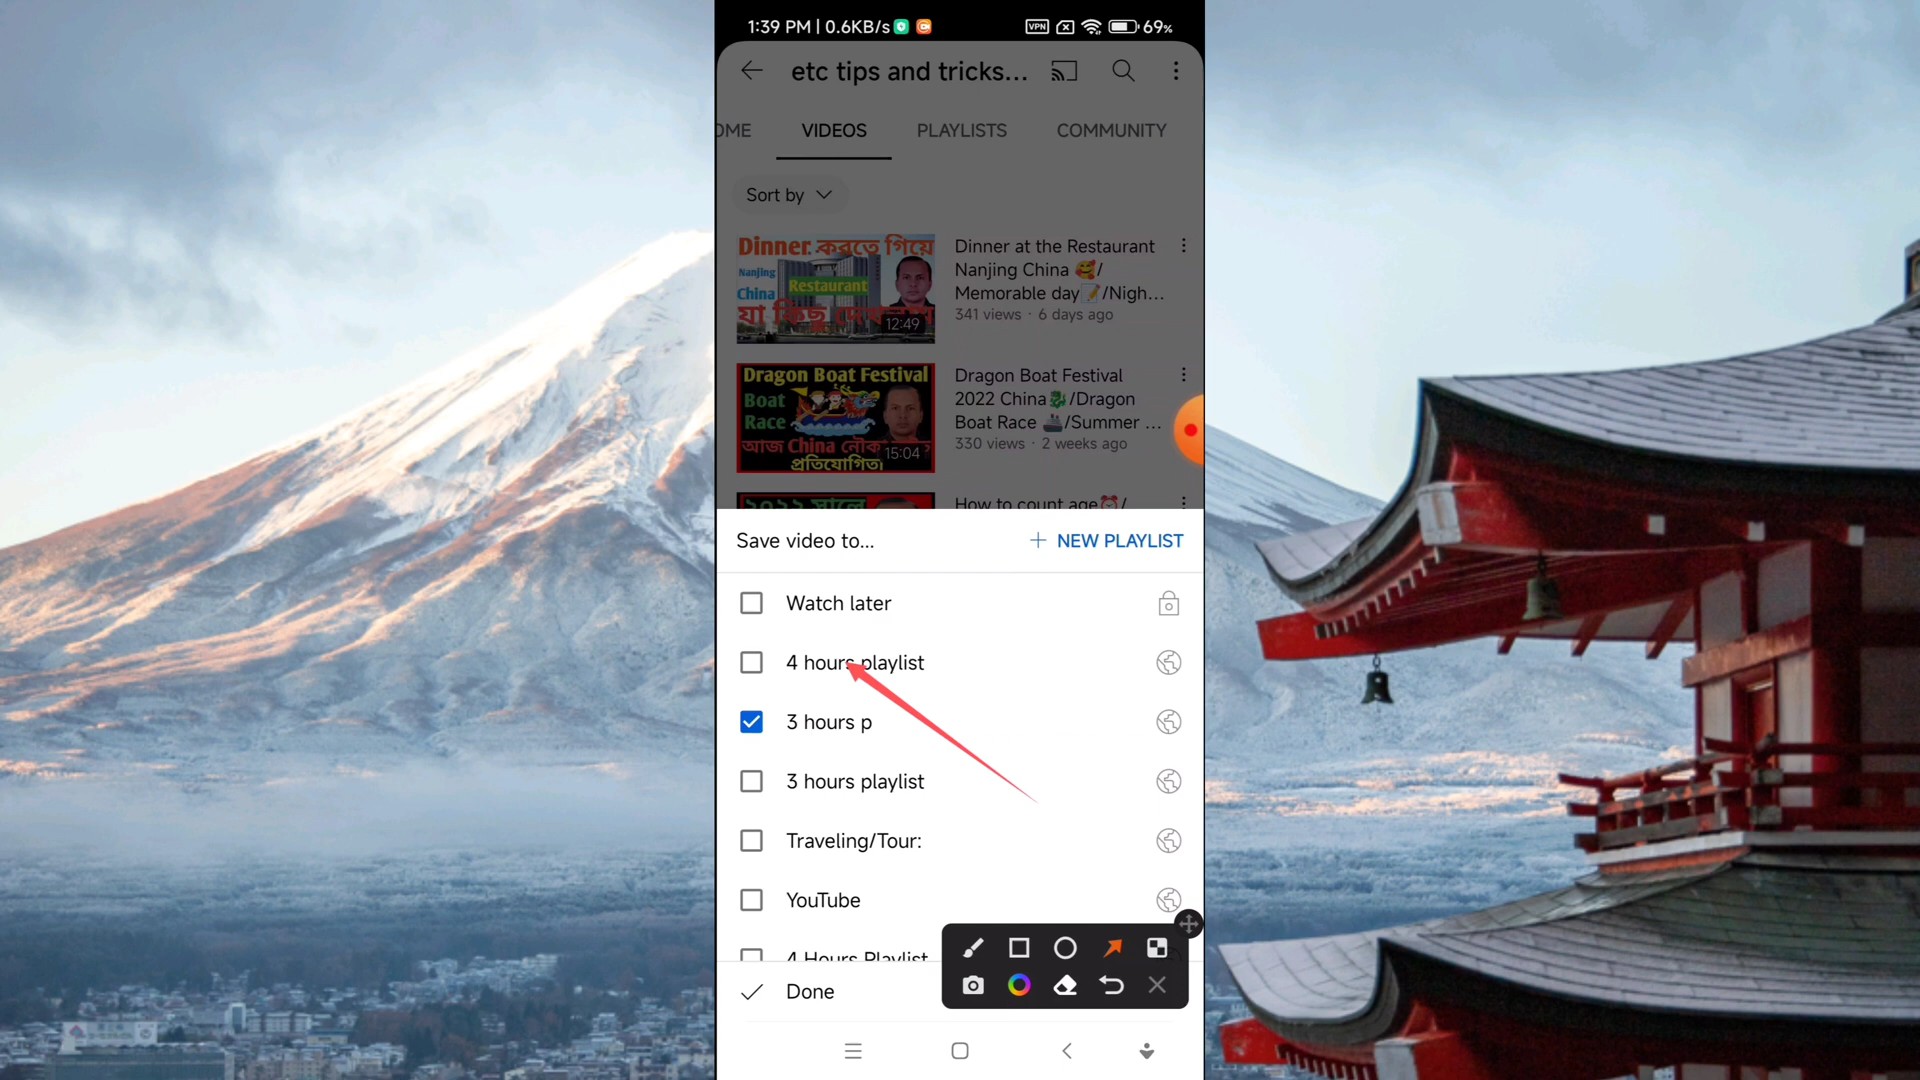 1:39 PM | 0.6KB/s
VPN
69%
etc tips and tricks...
OME
VIDEOS
PLAYLISTS
COMMUNITY
Sort by
Dinner করতে গিয়ে
Nanjing
China
Restaurant
যা কিছু
12:49
Dinner at the Restaurant
Nanjing China 🥰/
Memorable day📝/Nigh...
341 views · 6 days ago
Dragon Boat Festival
Boat
Race
আজ China নৌকা
প্রতিযোগিতা
15:04
Dragon Boat Festival
2022 China🐉/Dragon
Boat Race 🚢/Summer ...
330 views · 2 weeks ago
২০২২ সালে
How to count age⏰/
Save video to...
+ NEW PLAYLIST
Watch later
4 hours playlist
3 hours p
3 hours playlist
Traveling/Tour:
YouTube
4 Hours Playlist
Done